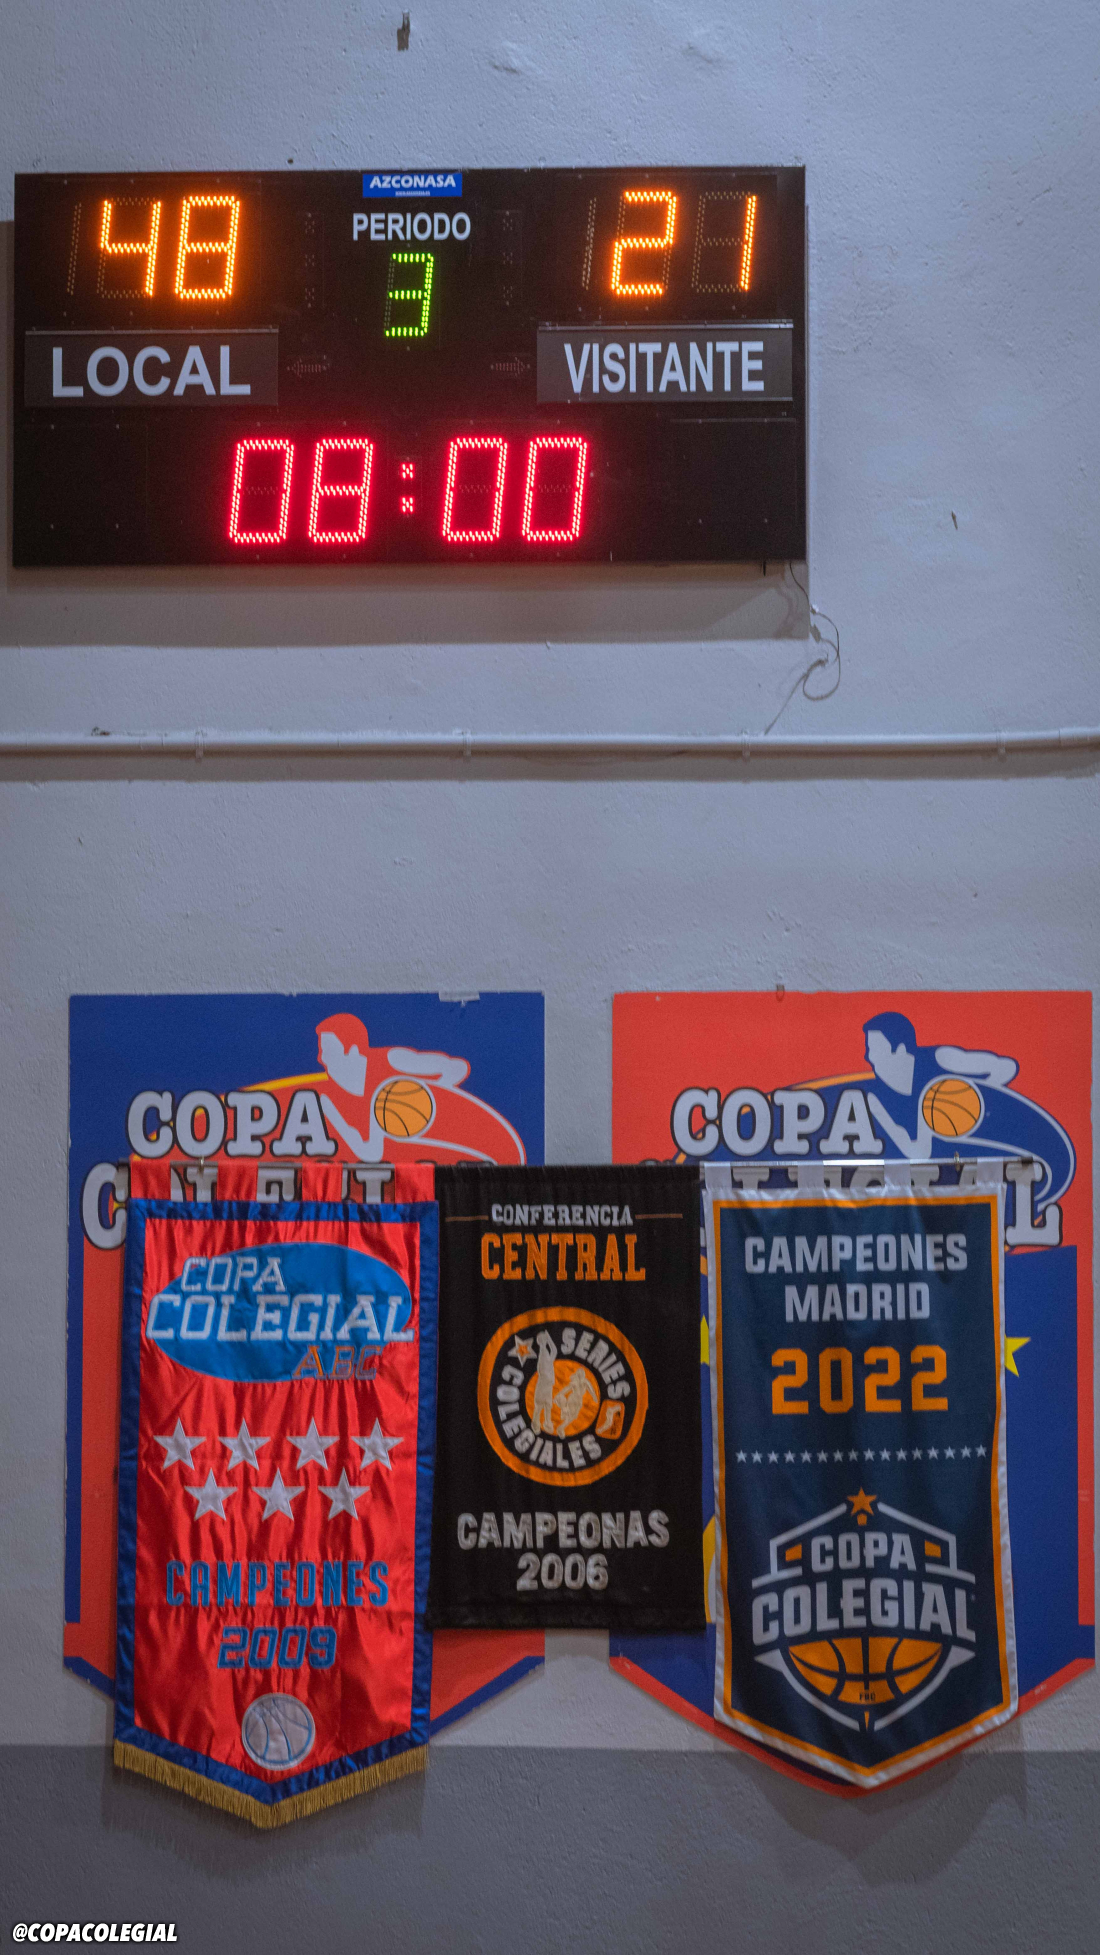 AZCONASA
48
PERIODO
3
21
LOCAL
VISITANTE
08:00
COPA
COPA
COPA
COLEGIAL
ABC
CAMPEONES
2009
CONFERENCIA
CENTRAL
SERIES
COLEGIALES
CAMPEONAS
2006
CAMPEONES
MADRID
2022
COPA
COLEGIAL
@COPACOLEGIAL